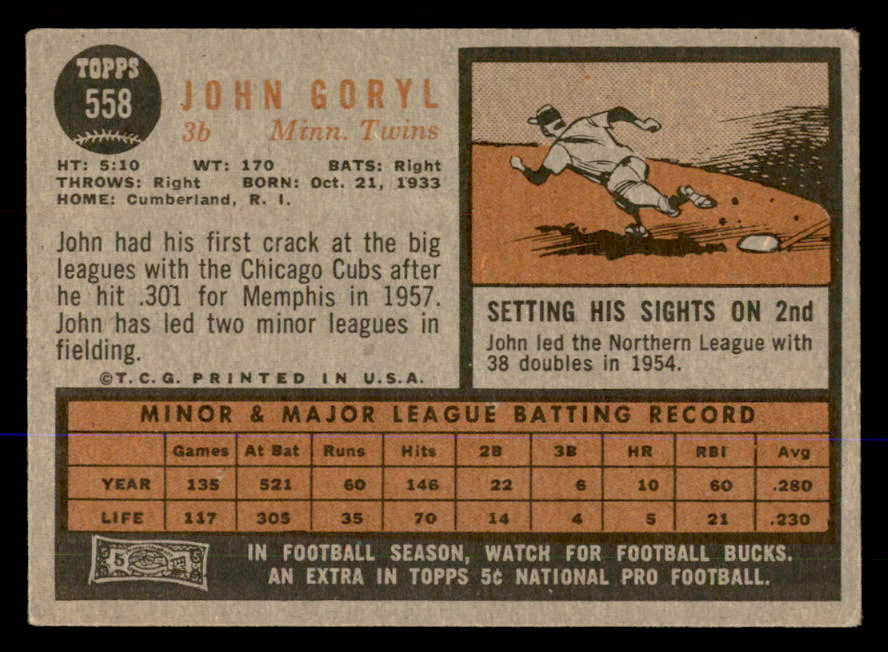 TOPPS
558
JOHN GORYL
3b Minn. Twins
HT: 5:10 WT: 170 BATS: Right
THROWS: Right BORN: Oct. 21, 1933
HOME: Cumberland, R. I.
John had his first crack at the big
leagues with the Chicago Cubs after
he hit .301 for Memphis in 1957.
John has led two minor leagues in
fielding.
©T.C.G. PRINTED IN U.S.A.
SETTING HIS SIGHTS ON 2nd
John led the Northern League with
38 doubles in 1954.
MINOR & MAJOR LEAGUE BATTING RECORD
Games At Bat Runs Hits 2B 3B HR RBI Avg
YEAR 135 521 60 146 22 6 10 60 .280
LIFE 117 305 35 70 14 4 5 21 .230
5
IN FOOTBALL SEASON, WATCH FOR FOOTBALL BUCKS.
AN EXTRA IN TOPPS 5¢ NATIONAL PRO FOOTBALL.